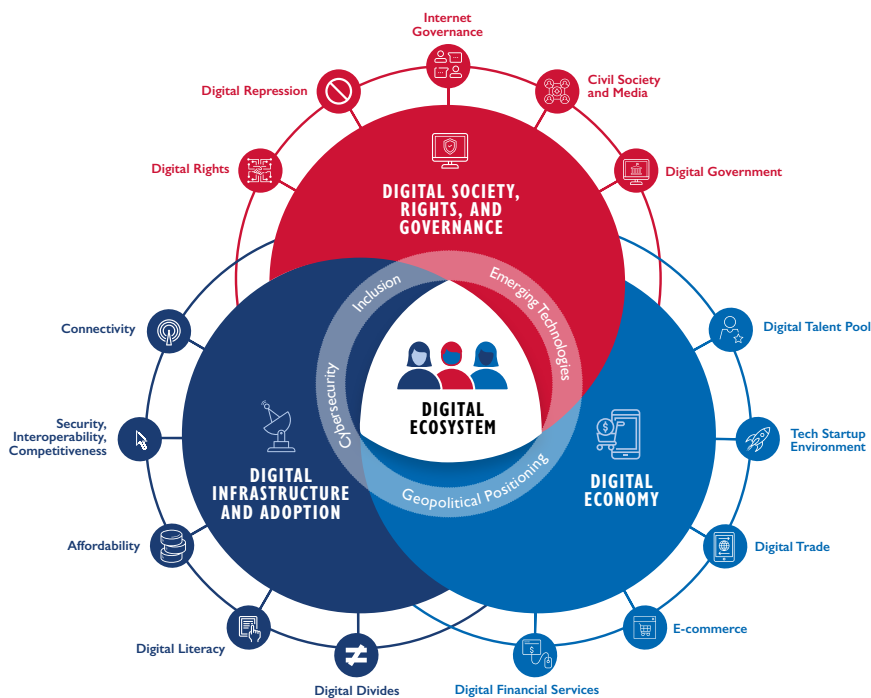 Internet
Governance
Digital Repression
Civil Society
and Media
Digital Rights
Digital Government
DIGITAL SOCIETY,
RIGHTS, AND
GOVERNANCE
Inclusion
Emerging Technologies
Cybersecurity
Geopolitical Positioning
DIGITAL
ECOSYSTEM
Connectivity
Security,
Interoperability,
Competitiveness
Affordability
Digital Literacy
Digital Divides
DIGITAL
INFRASTRUCTURE
AND ADOPTION
DIGITAL
ECONOMY
Digital Talent Pool
Tech Startup
Environment
Digital Trade
E-commerce
Digital Financial Services